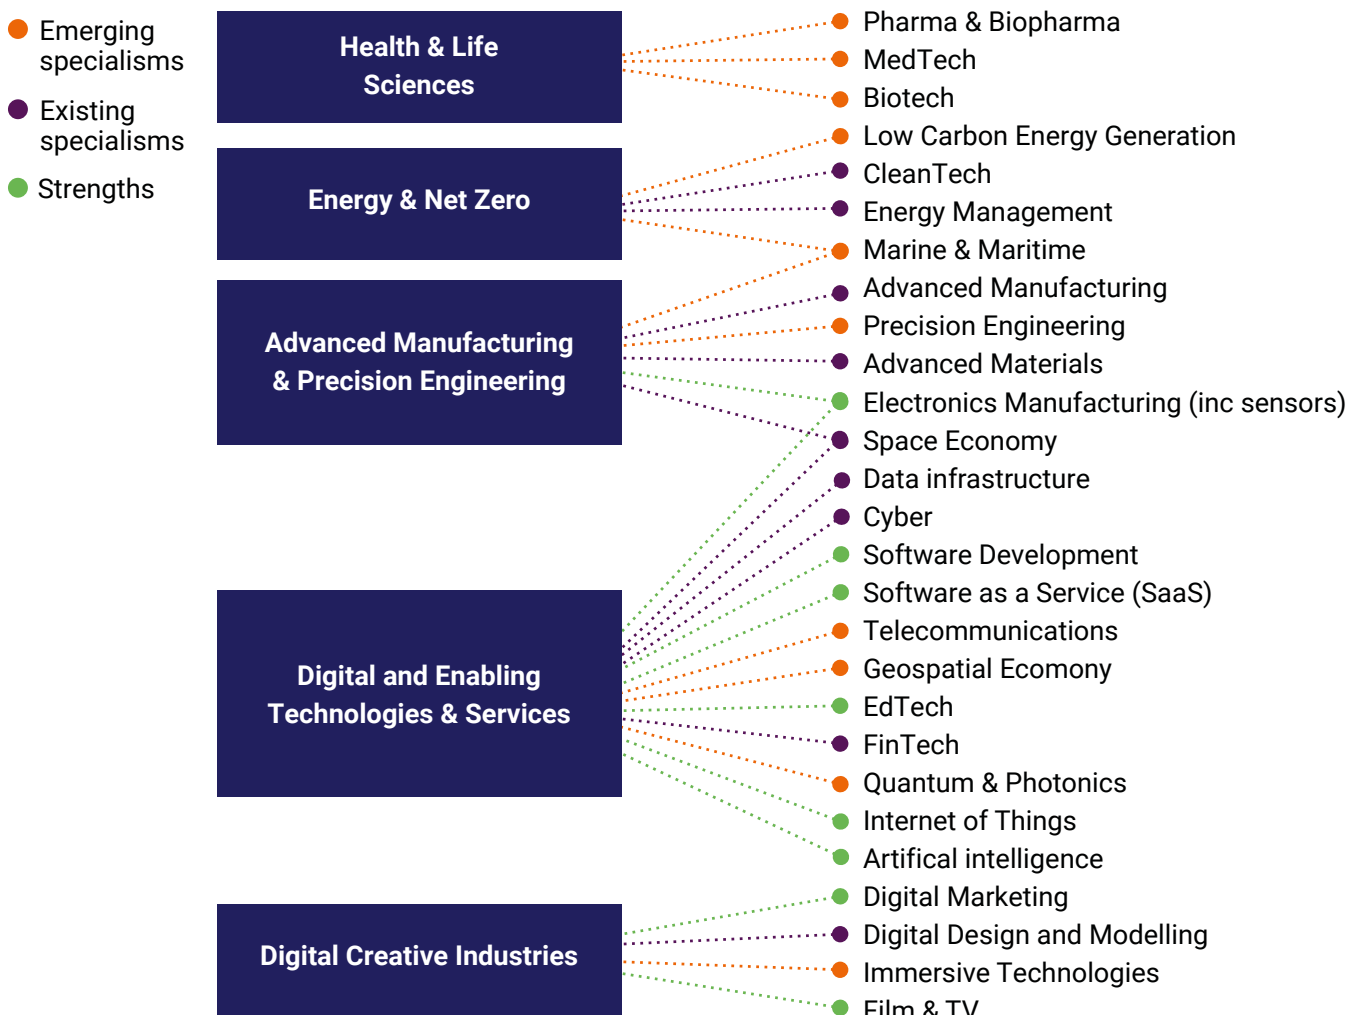 Emerging
specialisms
Existing
specialisms
Strengths
Health & Life
Sciences
Energy & Net Zero
Advanced Manufacturing
& Precision Engineering
Digital and Enabling
Technologies & Services
Digital Creative Industries
Pharma & Biopharma
MedTech
Biotech
Low Carbon Energy Generation
CleanTech
Energy Management
Marine & Maritime
Advanced Manufacturing
Precision Engineering
Advanced Materials
Electronics Manufacturing (inc sensors)
Space Economy
Data infrastructure
Cyber
Software Development
Software as a Service (SaaS)
Telecommunications
Geospatial Ecomony
EdTech
FinTech
Quantum & Photonics
Internet of Things
Artifical intelligence
Digital Marketing
Digital Design and Modelling
Immersive Technologies
Film & TV